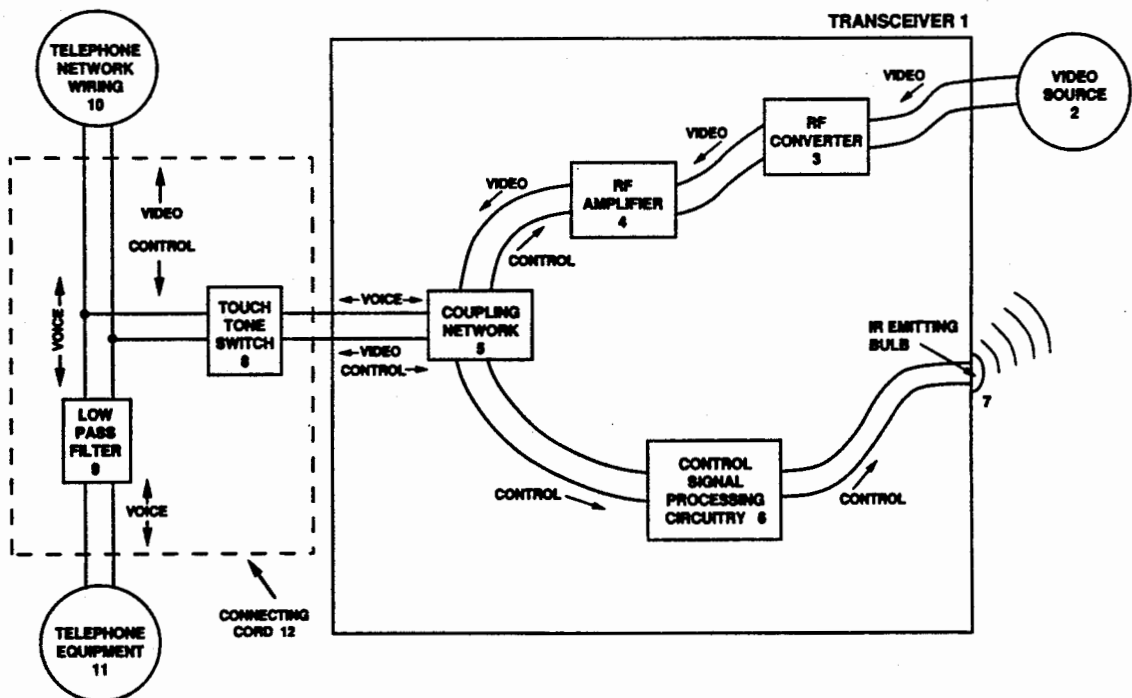 TRANSCEIVER 1
TELEPHONE
NETWORK
WIRING
10
VIDEO
VIDEO
SOURCE
2
RF
CONVERTER
3
VIDEO
RF
AMPLIFIER
4
VIDEO
CONTROL
VIDEO
CONTROL
VOICE
TOUCH
TONE
SWITCH
8
VOICE
VIDEO
CONTROL
COUPLING
NETWORK
5
IR EMITTING
BULB
7
LOW
PASS
FILTER
9
VOICE
CONTROL
CONTROL
SIGNAL
PROCESSING
CIRCUITRY 6
CONTROL
CONNECTING
CORD 12
TELEPHONE
EQUIPMENT
11